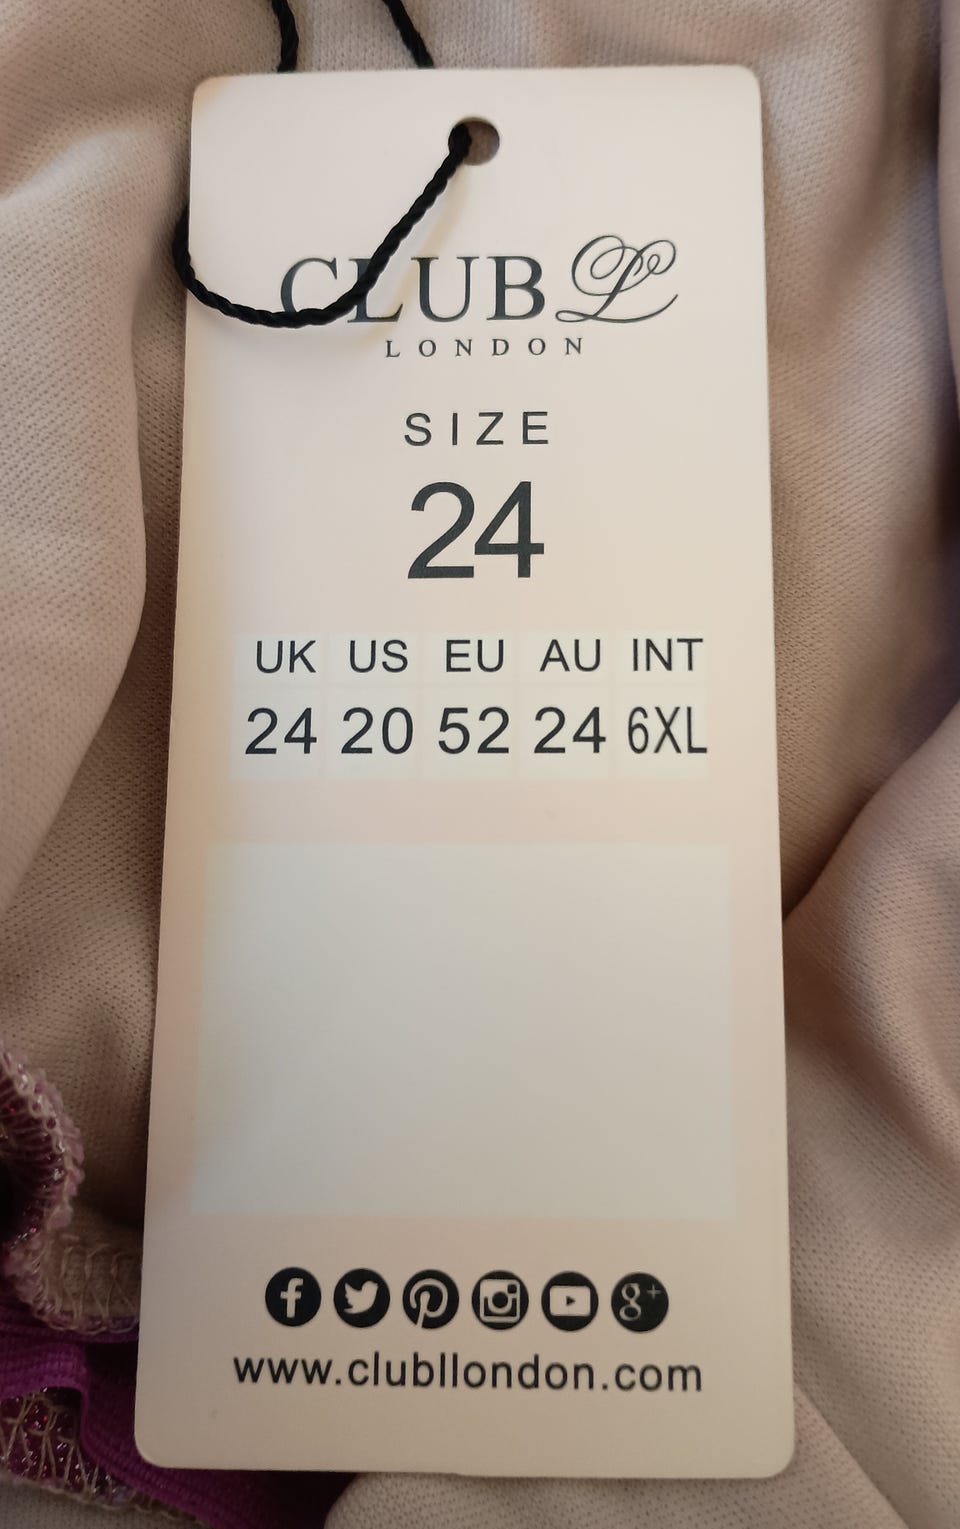 CLUB L
LONDON
SIZE
24
UK US EU AU INT
24 20 52 24 6XL
www.clubllondon.com